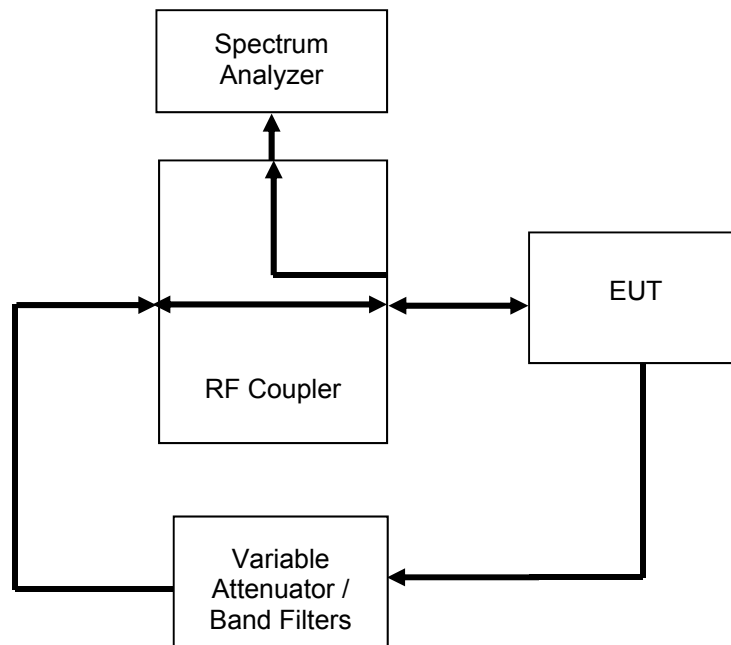 Spectrum
Analyzer
EUT
RF Coupler
Variable
Attenuator /
Band Filters